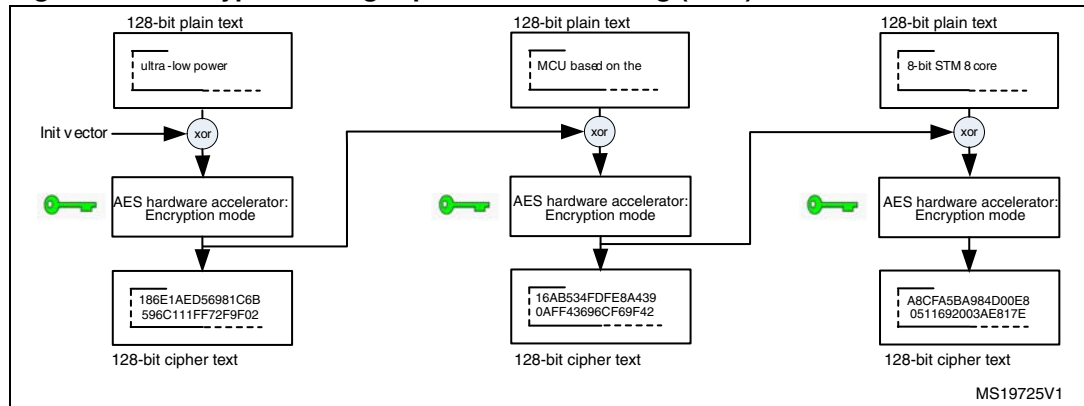 128-bit plain text
ultra-low power
Init vector
xor
AES hardware accelerator:
Encryption mode
186E1AED56981C6B
596C111FF72F9F02
128-bit cipher text
128-bit plain text
MCU based on the
xor
AES hardware accelerator:
Encryption mode
16AB534FDFE8A439
0AFF43696CF69F42
128-bit cipher text
128-bit plain text
8-bit STM 8 core
xor
AES hardware accelerator:
Encryption mode
A8CFA5BA984D00E8
0511692003AE817E
128-bit cipher text
MS19725V1